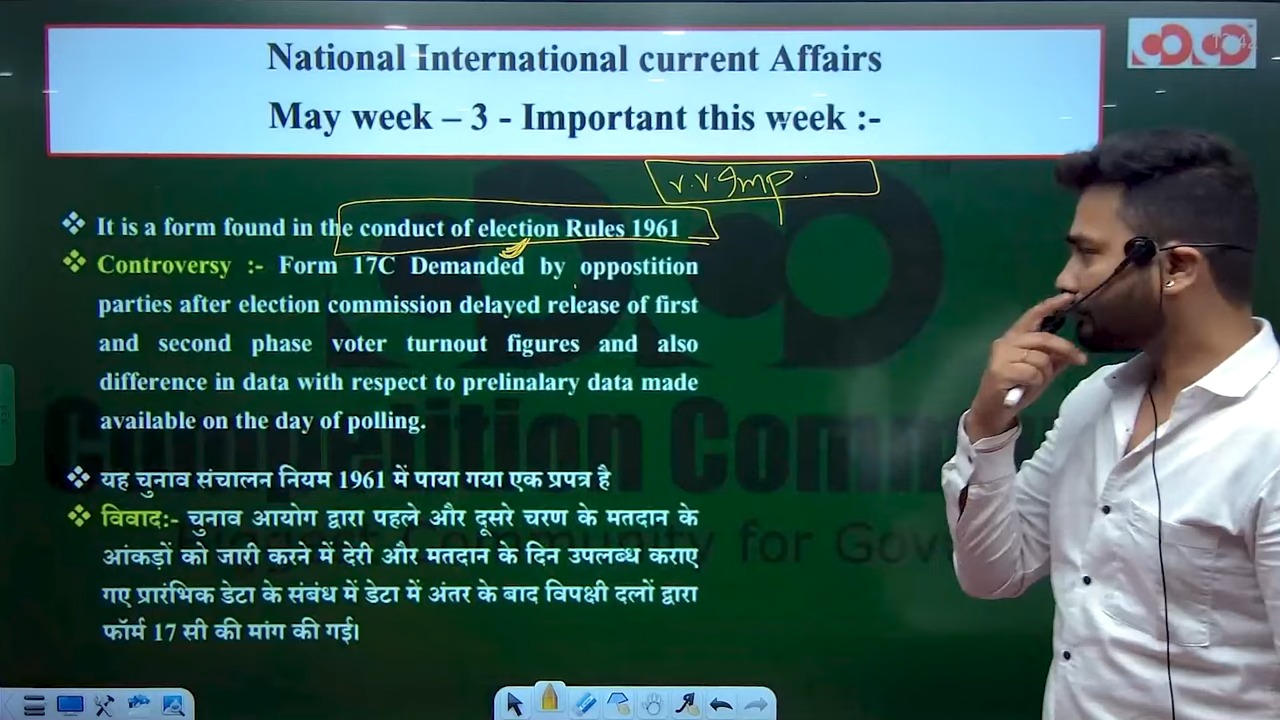 National International current Affairs
May week – 3 - Important this week :-
v.v.Imp.
It is a form found in the conduct of election Rules 1961
Controversy :- Form 17C Demanded by oppostition
parties after election commission delayed release of first
and second phase voter turnout figures and also
difference in data with respect to prelinalary data made
available on the day of polling.
यह चुनाव संचालन नियम 1961 में पाया गया एक प्रपत्र है
विवाद:- चुनाव आयोग द्वारा पहले और दूसरे चरण के मतदान के
आंकड़ों को जारी करने में देरी और मतदान के दिन उपलब्ध कराए
गए प्रारंभिक डेटा के संबंध में डेटा में अंतर के बाद विपक्षी दलों द्वारा
फॉर्म 17 सी की मांग की गई।